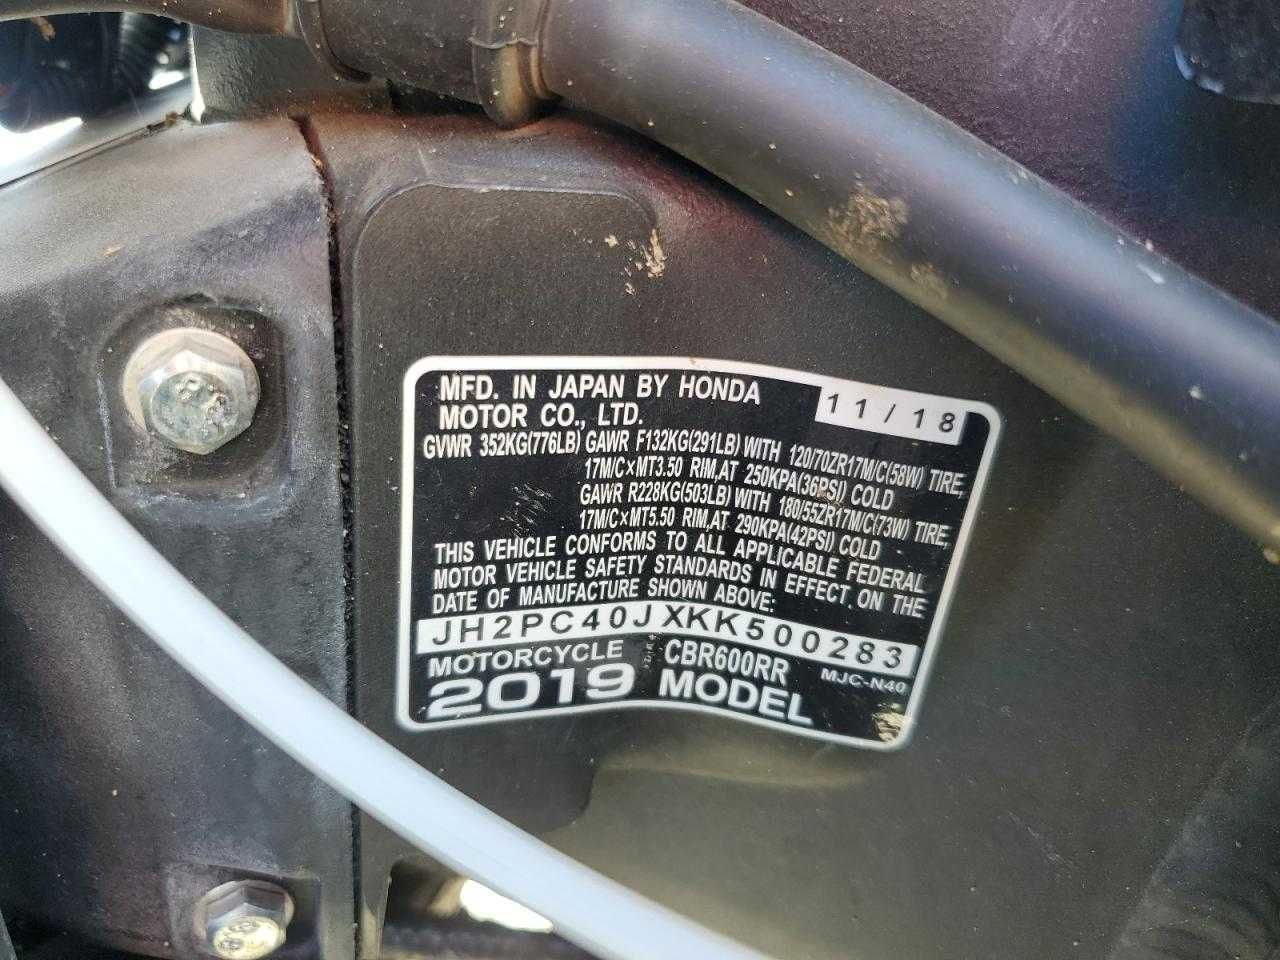 MFD. IN JAPAN BY HONDA
MOTOR CO., LTD.
11/18
GVWR 352KG(776LB) GAWR F132KG(291LB) WITH 120/70ZR17M/C(58W) TIRE,
17M/C×MT3.50 RIM,AT 250KPA(36PSI) COLD
GAWR R228KG(503LB) WITH 180/55ZR17M/C(73W) TIRE,
17M/C×MT5.50 RIM,AT 290KPA(42PSI) COLD
THIS VEHICLE CONFORMS TO ALL APPLICABLE FEDERAL
MOTOR VEHICLE SAFETY STANDARDS IN EFFECT ON THE
DATE OF MANUFACTURE SHOWN ABOVE:
JH2PC40JXKK500283
MOTORCYCLE CBR600RR MJC-N40
2019 MODEL